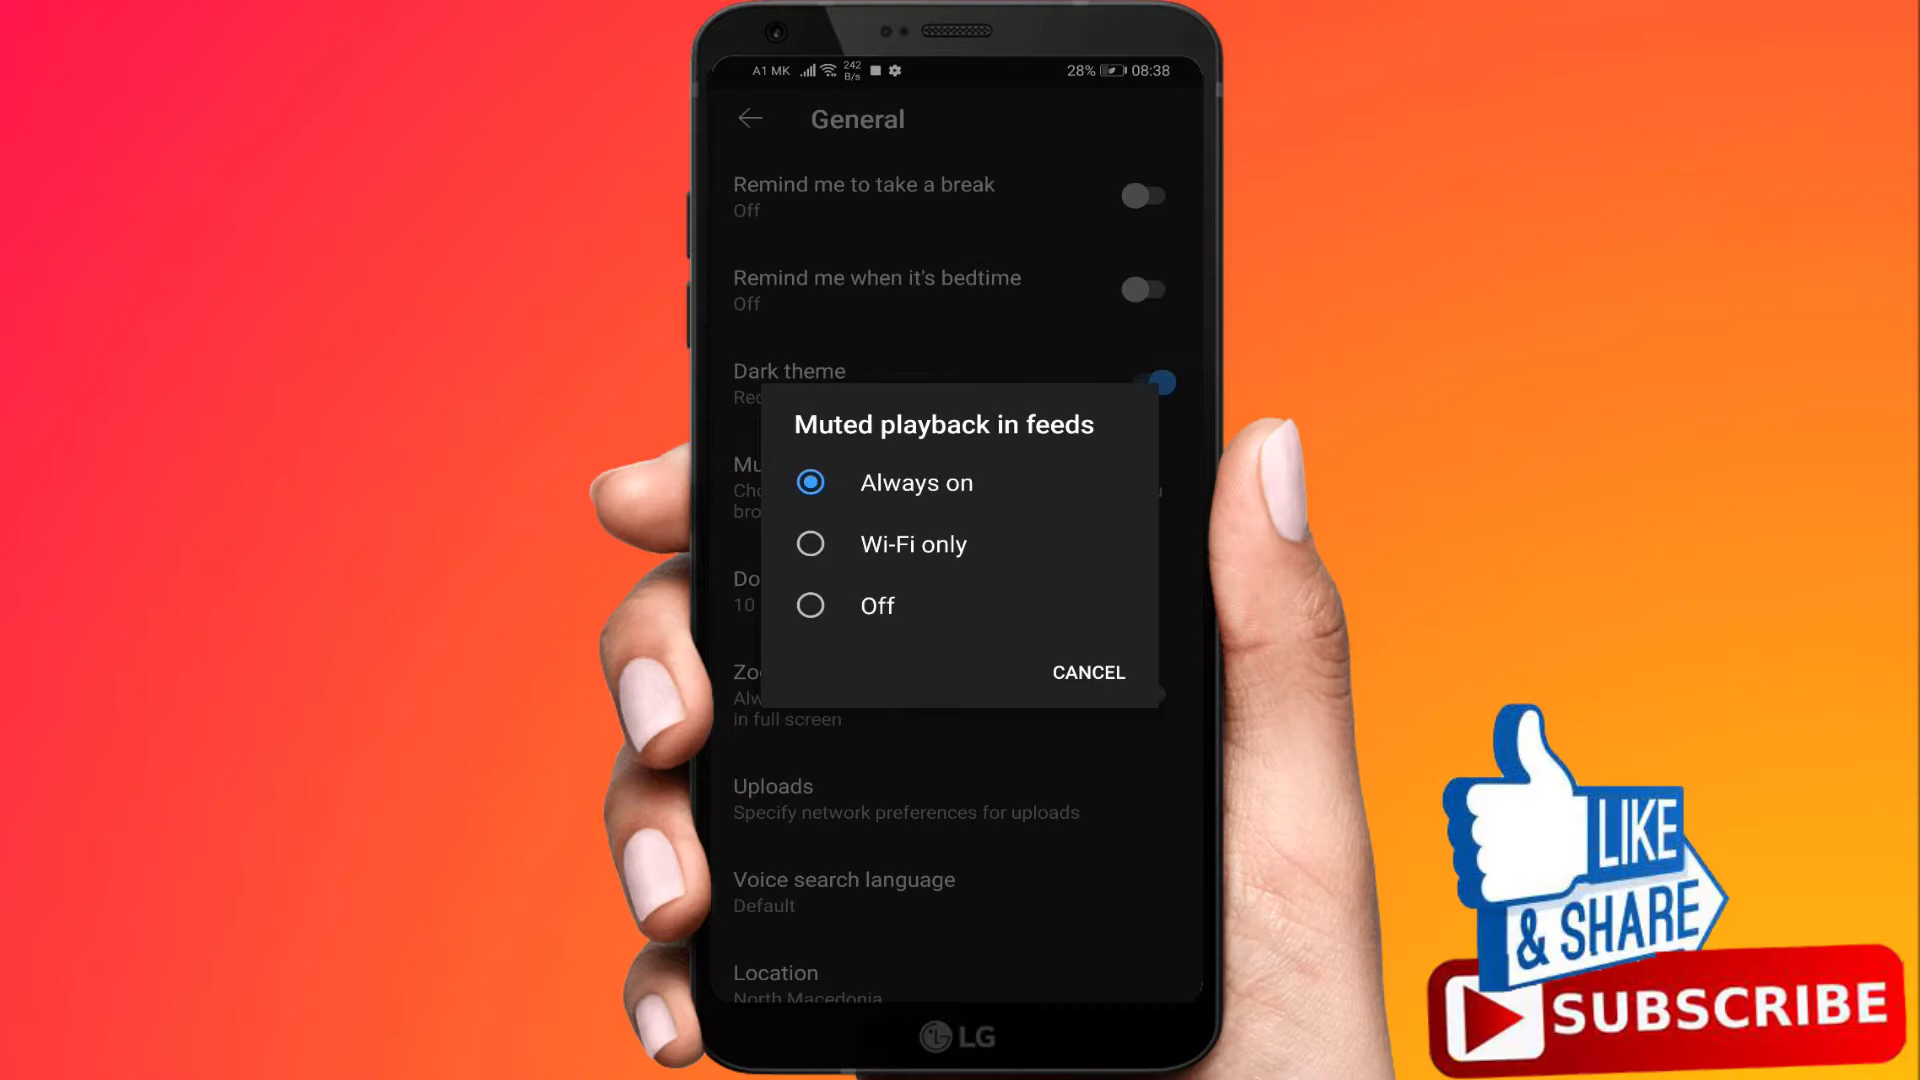 A1 MK 242 B/s 28% 08:38
General
Remind me to take a break
Off
Remind me when it's bedtime
Off
Dark theme
Muted playback in feeds
Always on
Wi-Fi only
Off
CANCEL
10
in full screen
Uploads
Specify network preferences for uploads
Voice search language
Default
Location
North Macedonia
LG
LIKE
& SHARE
SUBSCRIBE